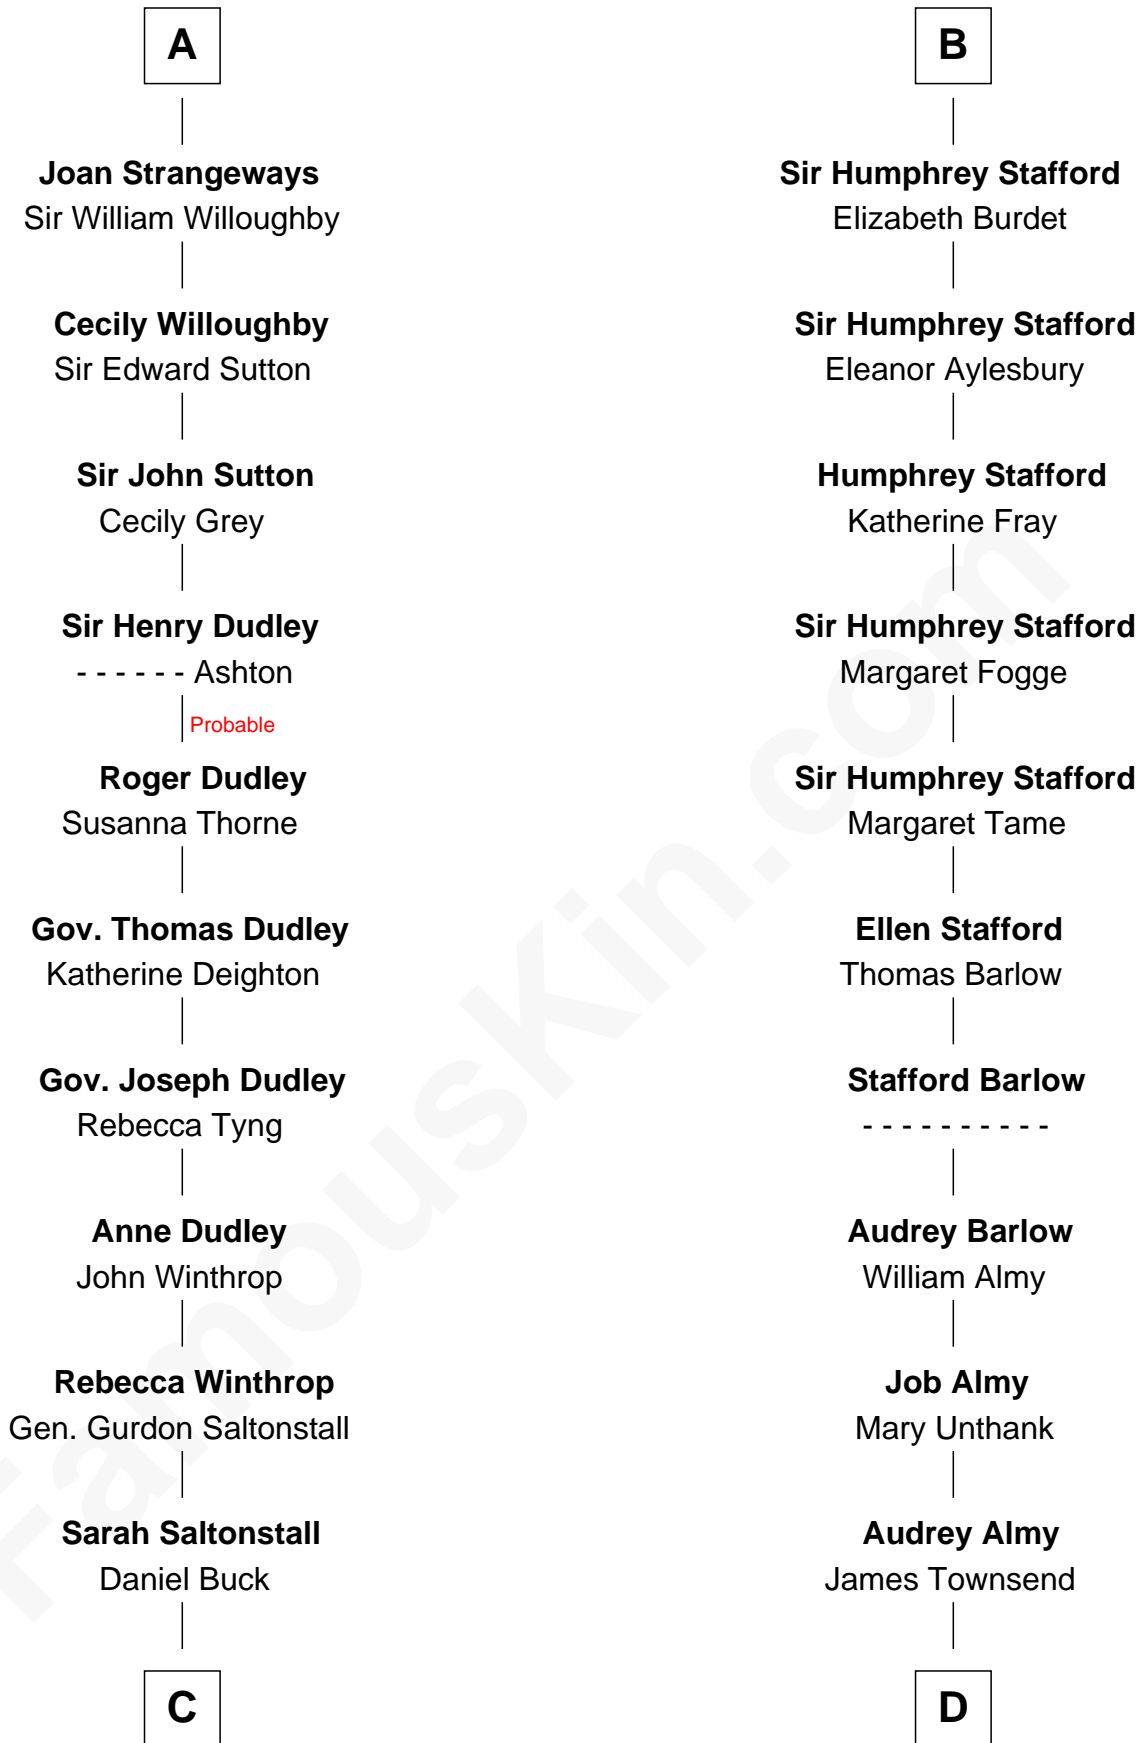 A
Joan Strangeways
Sir William Willoughby
Cecily Willoughby
Sir Edward Sutton
Sir John Sutton
Cecily Grey
Sir Henry Dudley
- - - - - - Ashton
Probable
Roger Dudley
Susanna Thorne
Gov. Thomas Dudley
Katherine Deighton
Gov. Joseph Dudley
Rebecca Tyng
Anne Dudley
John Winthrop
Rebecca Winthrop
Gen. Gurdon Saltonstall
Sarah Saltonstall
Daniel Buck
C
B
Sir Humphrey Stafford
Elizabeth Burdet
Sir Humphrey Stafford
Eleanor Aylesbury
Humphrey Stafford
Katherine Fray
Sir Humphrey Stafford
Margaret Fogge
Sir Humphrey Stafford
Margaret Tame
Ellen Stafford
Thomas Barlow
Stafford Barlow
- - - - - - - - - -
Audrey Barlow
William Almy
Job Almy
Mary Unthank
Audrey Almy
James Townsend
D
FamousKin.com